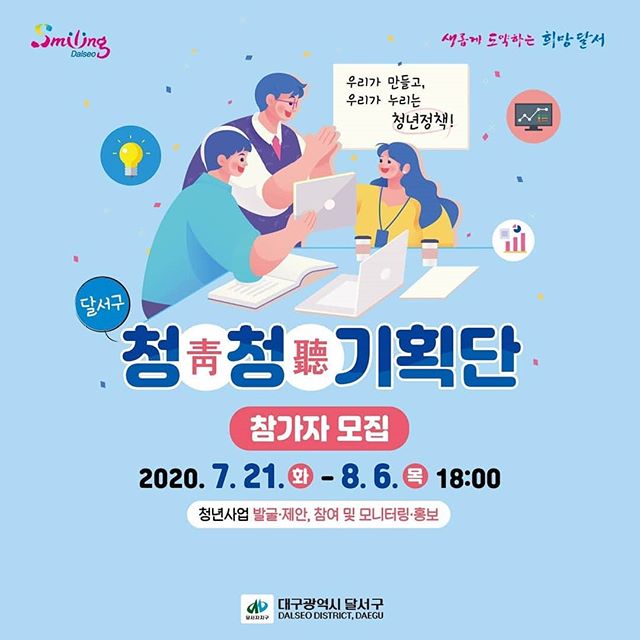 Smiling
Dalseo
새롭게 도약하는 희망달서
우리가 만들고,
우리가 누리는
청년정책!
달서구
청靑청聽기획단
참가자 모집
2020. 7. 21. 화 - 8. 6. 목 18:00
청년사업 발굴·제안, 참여 및 모니터링·홍보
대구광역시 달서구
DALSEO DISTRICT, DAEGU